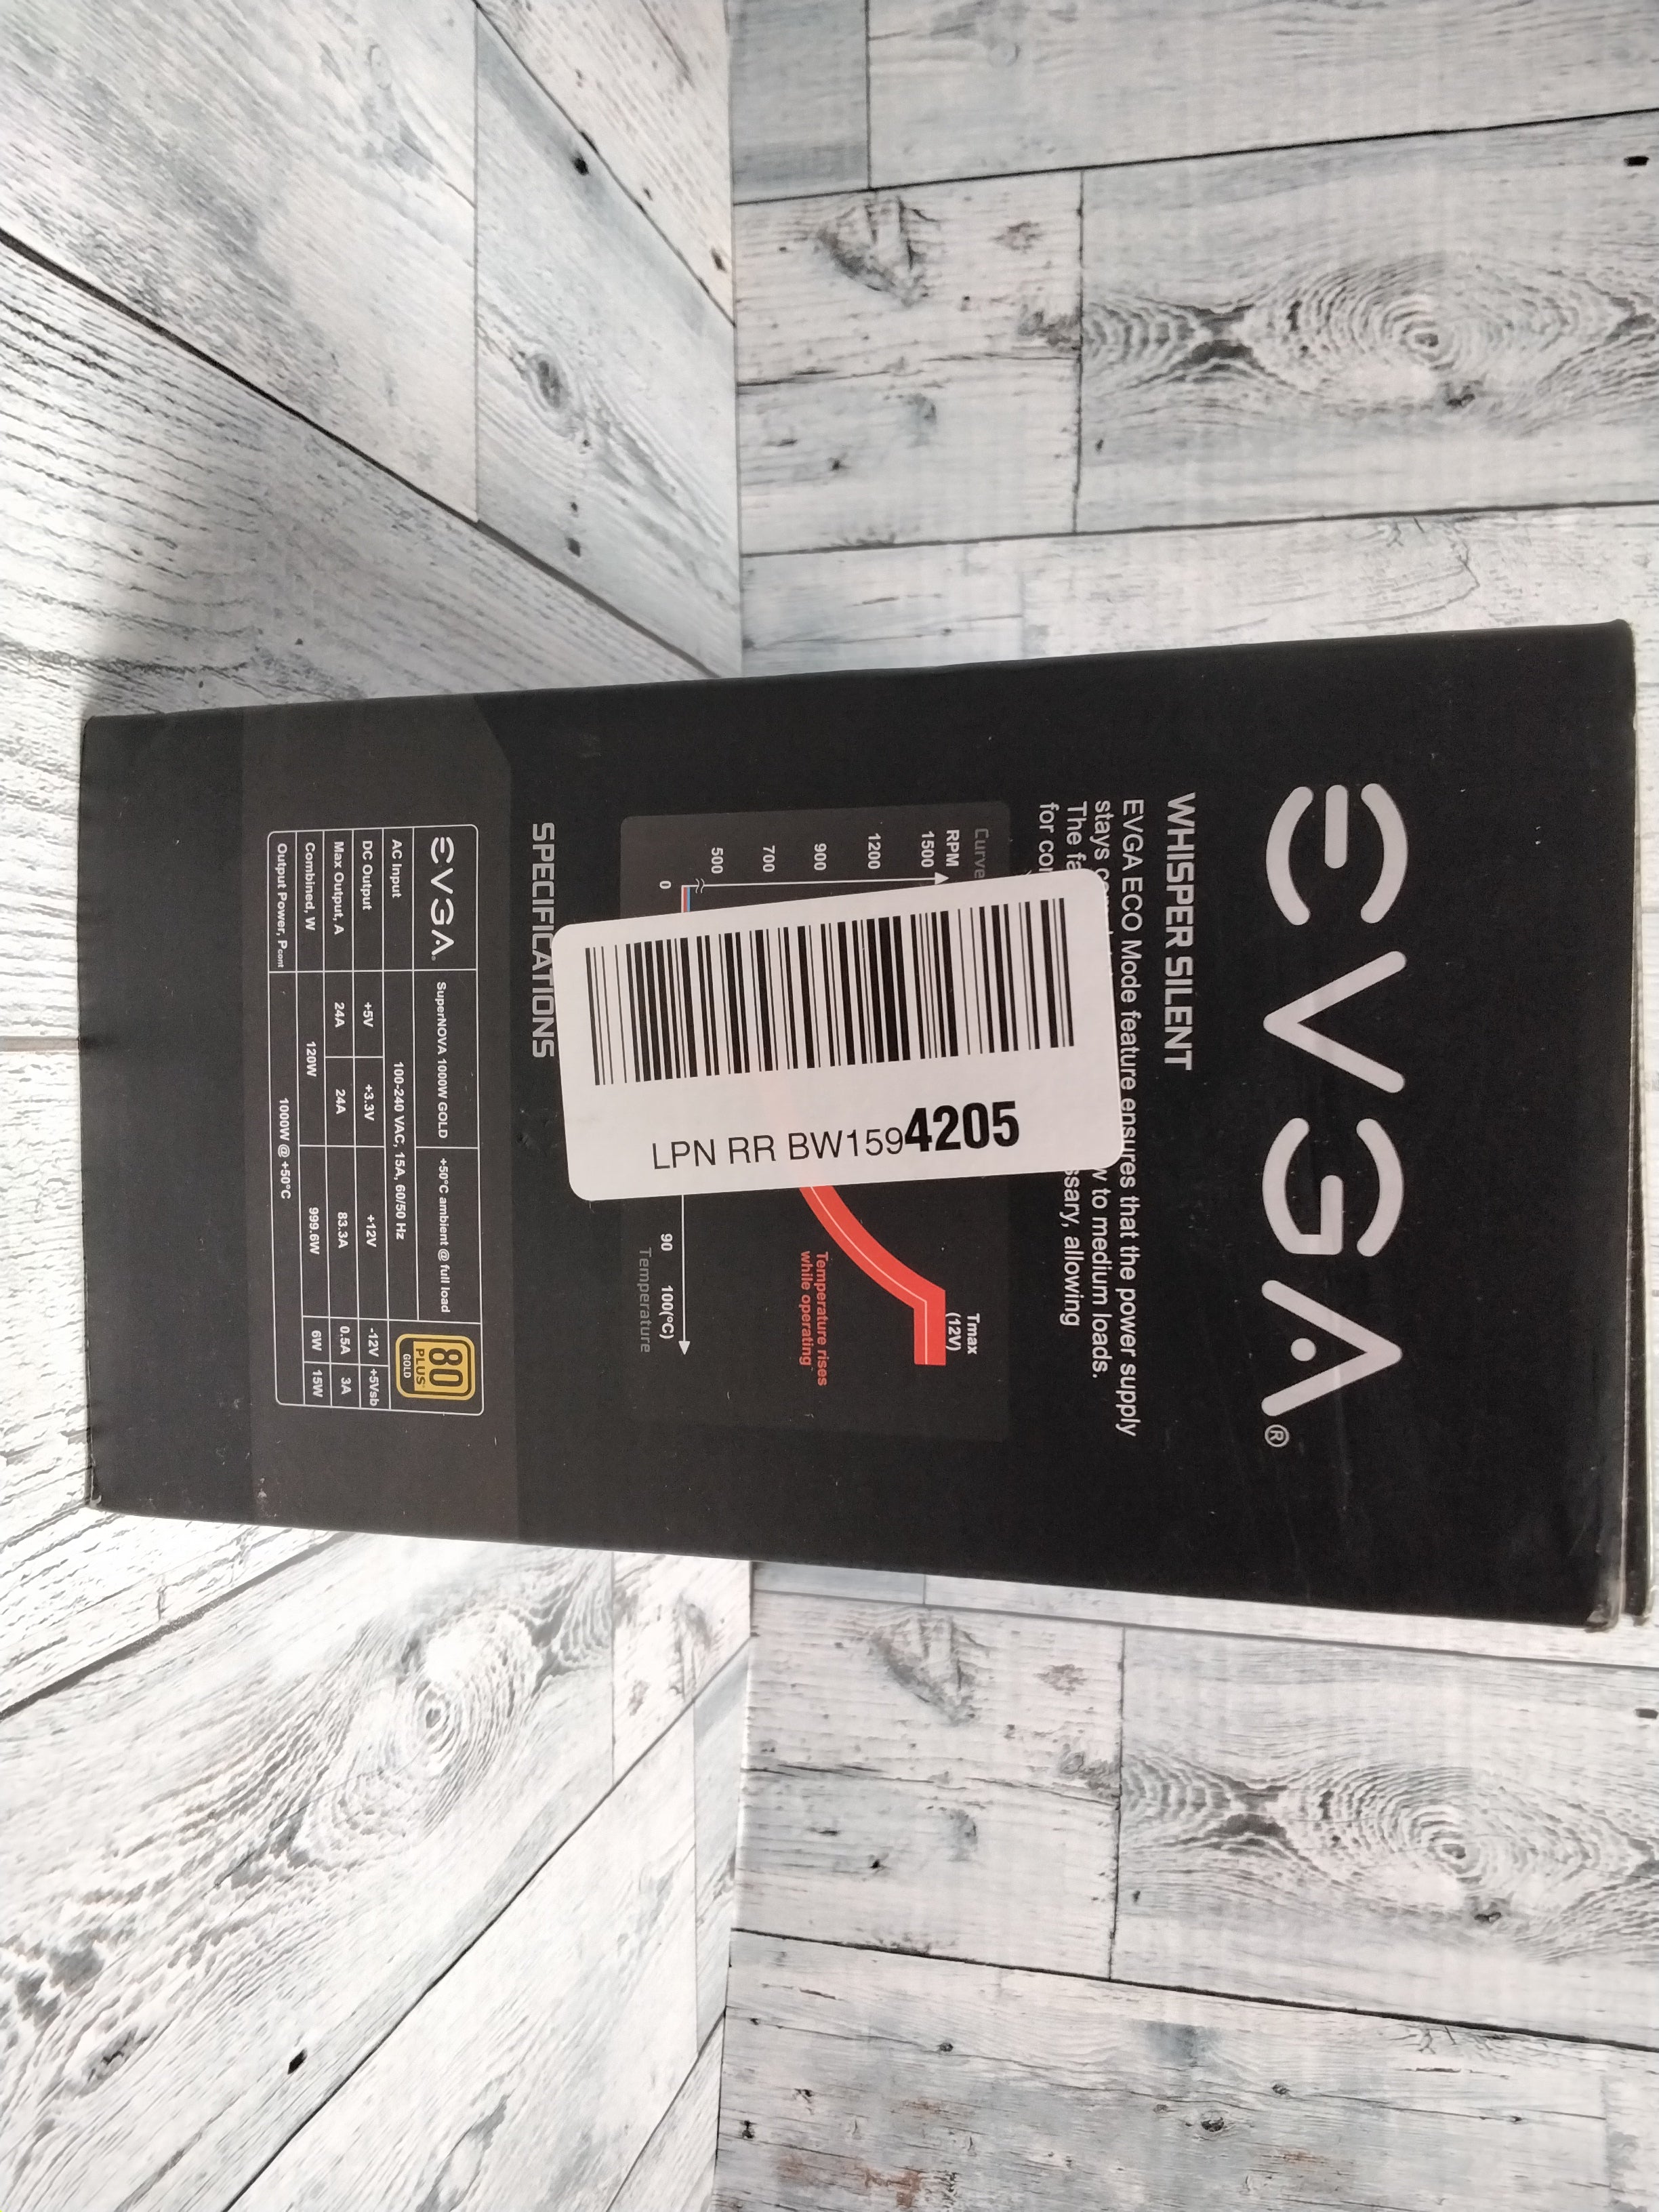 EVGA®
WHISPER SILENT
EVGA ECO Mode feature ensures that the power supply
stays to medium loads.
The allowing
for
Curve
RPM
1500
1200
900
700
500
0
90
100(°C)
Temperature
Tmax
(12V)
Temperature rises
while operating
LPN RR BW1594205
SPECIFICATIONS
EVGA® SuperNOVA 1000W GOLD +50°C ambient @ full load
80 PLUS GOLD
AC Input 100-240 VAC, 15A, 60/50 Hz
DC Output +5V +3.3V +12V -12V +5Vsb
Max Output, A 24A 24A 83.3A 0.5A 3A
Combined, W 120W 999.6W 6W 15W
Output Power, Pcont 1000W @ +50°C